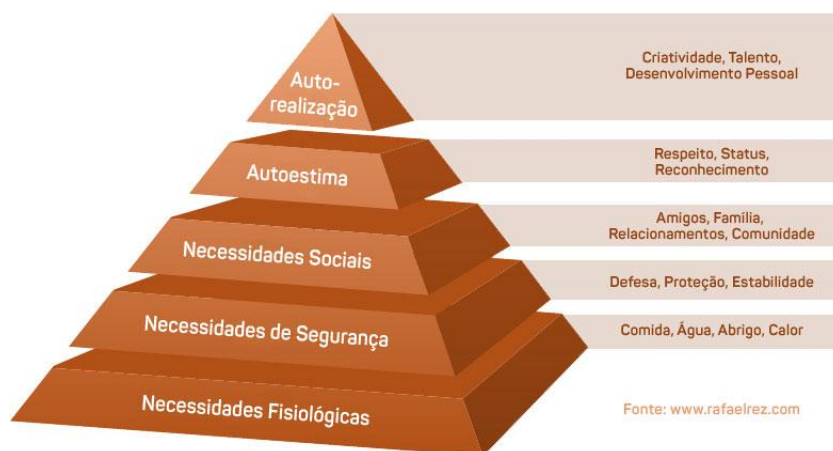 Auto-
realização
Criatividade, Talento,
Desenvolvimento Pessoal
Autoestima
Respeito, Status,
Reconhecimento
Necessidades Sociais
Amigos, Família,
Relacionamentos, Comunidade
Necessidades de Segurança
Defesa, Proteção, Estabilidade
Necessidades Fisiológicas
Comida, Água, Abrigo, Calor
Fonte: www.rafaelrez.com